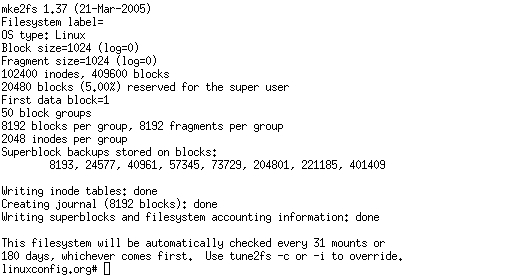 mke2fs 1.37 (21-Mar-2005)
Filesystem label=
OS type: Linux
Block size=1024 (log=0)
Fragment size=1024 (log=0)
102400 inodes, 409600 blocks
20480 blocks (5.00%) reserved for the super user
First data block=1
50 block groups
8192 blocks per group, 8192 fragments per group
2048 inodes per group
Superblock backups stored on blocks:
        8193, 24577, 40961, 57345, 73729, 204801, 221185, 401409

Writing inode tables: done
Creating journal (8192 blocks): done
Writing superblocks and filesystem accounting information: done

This filesystem will be automatically checked every 31 mounts or
180 days, whichever comes first.  Use tune2fs -c or -i to override.
linuxconfig.org#